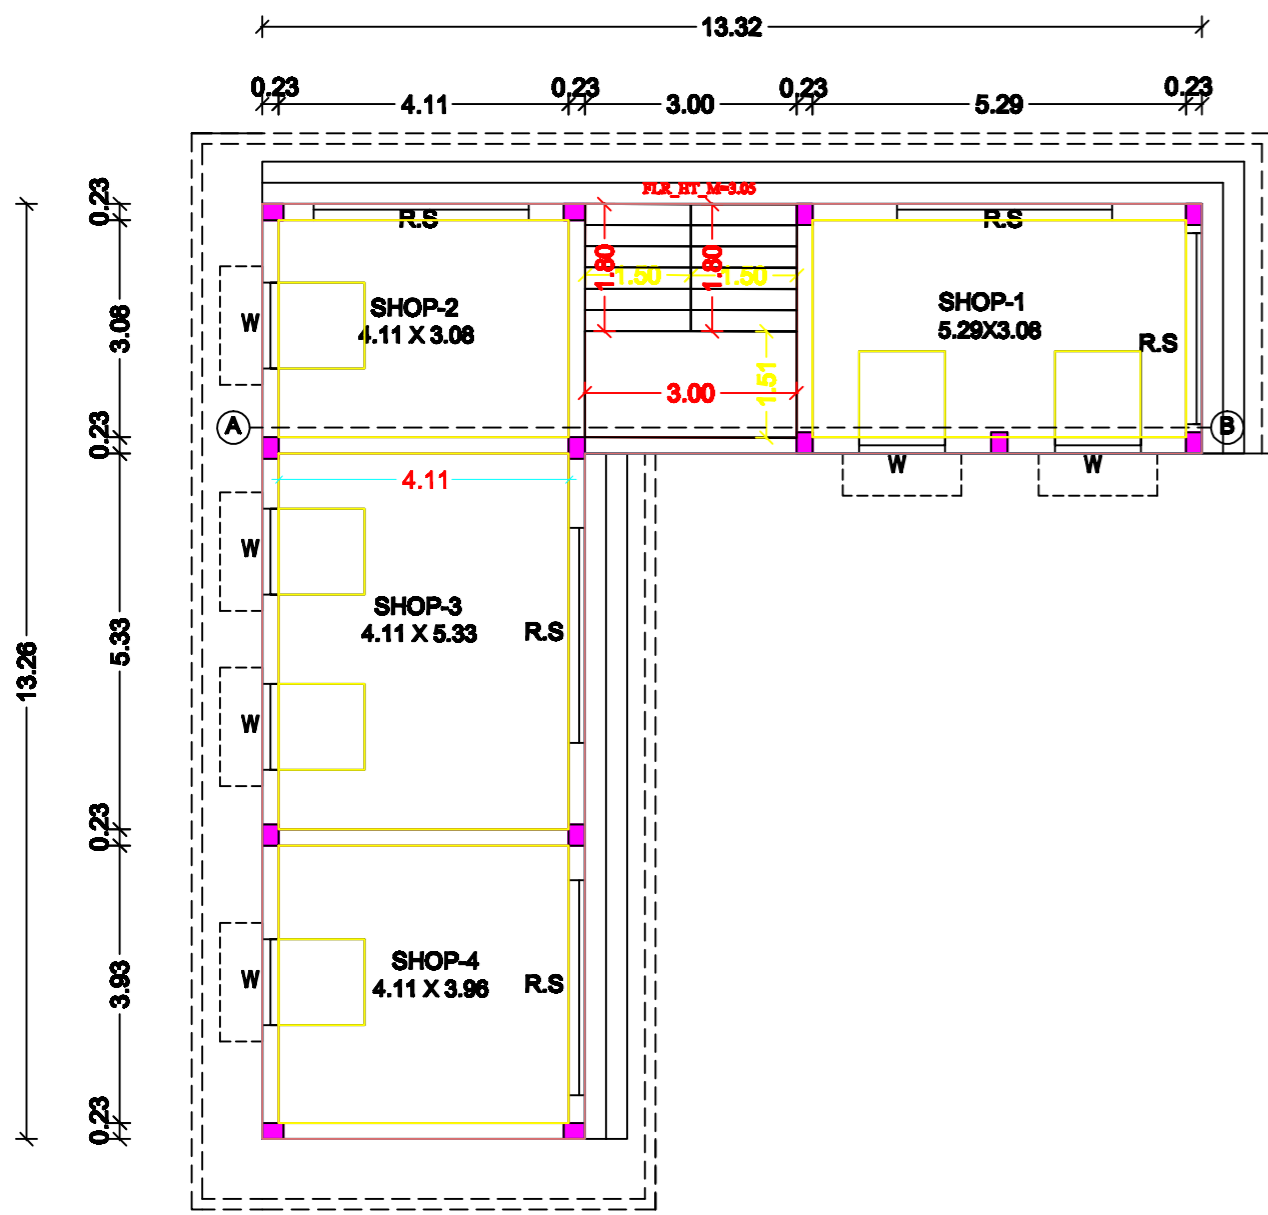 13.32
0.23
0.23
0.23
0.23
4.11
3.00
5.29
FLR_HT_M=3.05
0.23
R.S
R.S
1.80
1.80
1.50
1.50
SHOP-2
4.11 X 3.08
SHOP-1
5.29X3.08
W
3.08
R.S
1.51
3.00
A
B
0.23
W
W
4.11
W
SHOP-3
4.11 X 5.33
R.S
5.33
13.26
W
0.23
SHOP-4
4.11 X 3.96
R.S
W
3.93
0.23